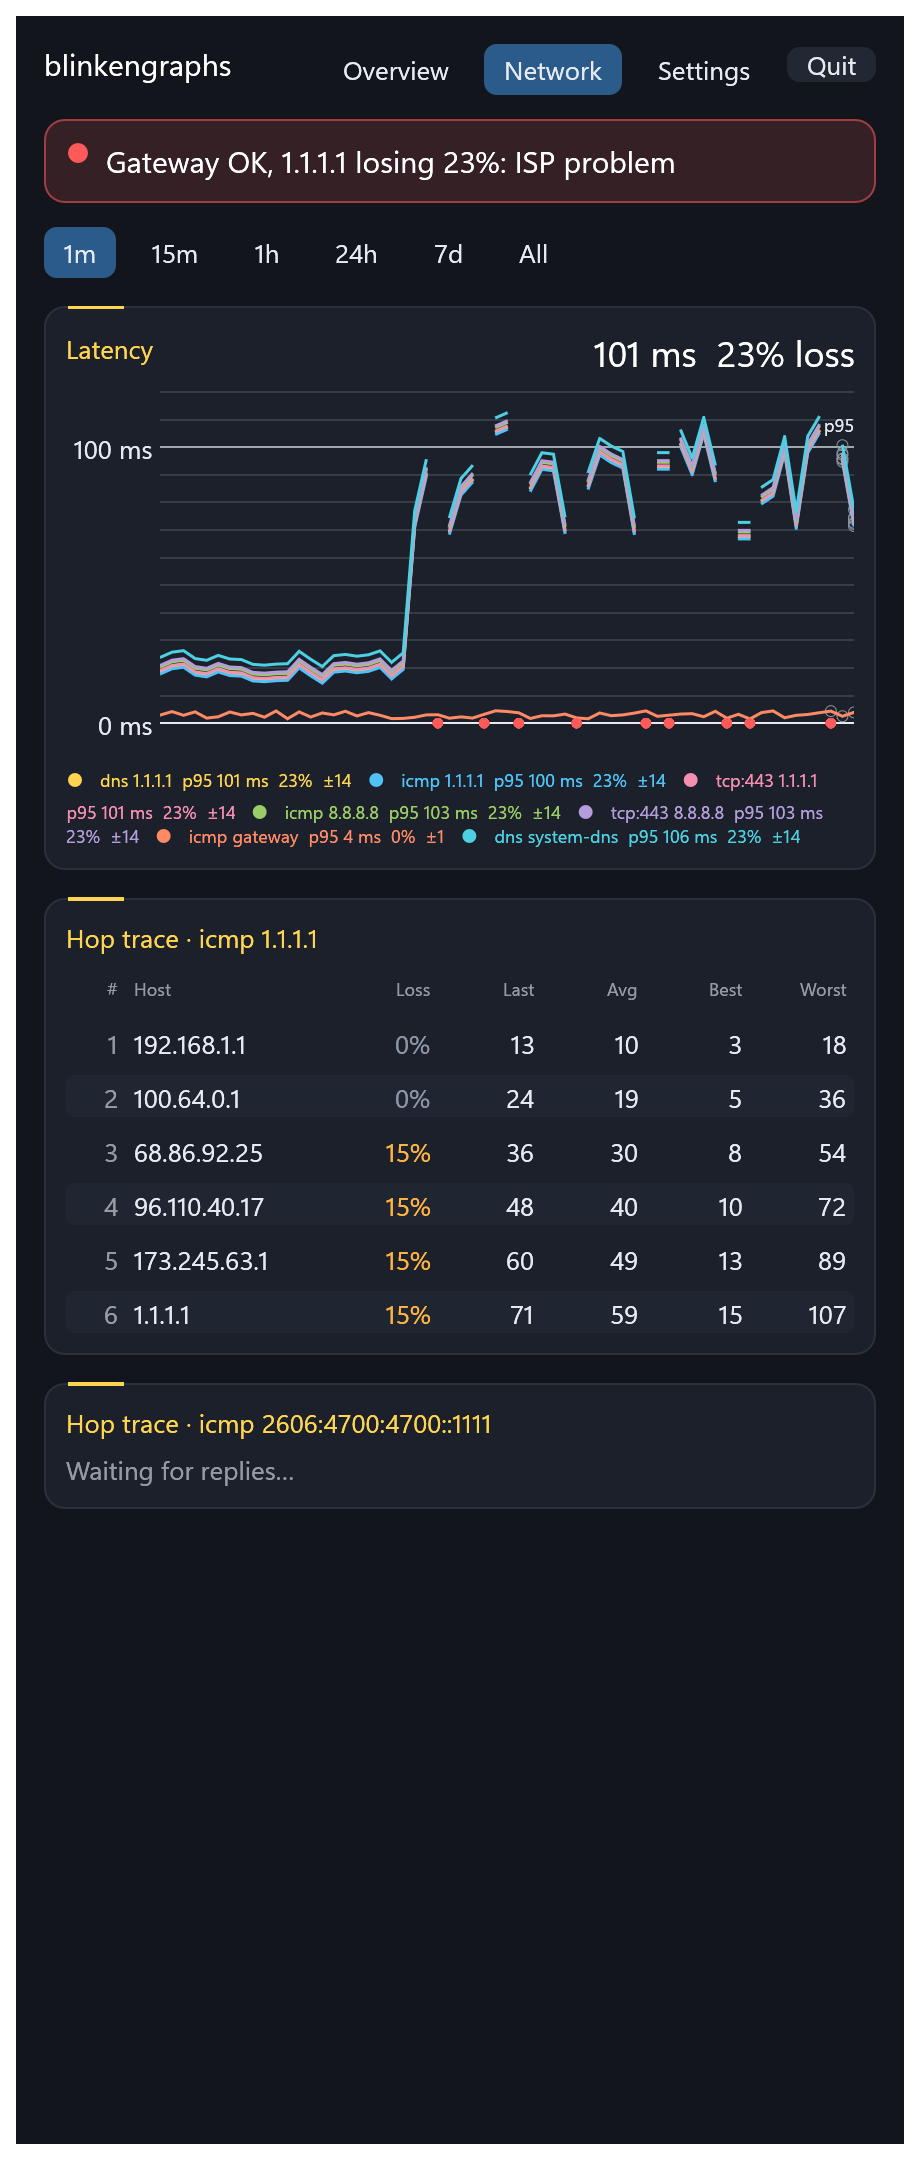 blinkengraphs Overview Network Settings Quit
Gateway OK, 1.1.1.1 losing 23%: ISP problem
1m 15m 1h 24h 7d All
Latency 101 ms 23% loss
p95
100 ms
0 ms
dns 1.1.1.1 p95 101 ms 23% ±14 icmp 1.1.1.1 p95 100 ms 23% ±14 tcp:443 1.1.1.1
p95 101 ms 23% ±14 icmp 8.8.8.8 p95 103 ms 23% ±14 tcp:443 8.8.8.8 p95 103 ms
23% ±14 icmp gateway p95 4 ms 0% ±1 dns system-dns p95 106 ms 23% ±14
Hop trace · icmp 1.1.1.1
# Host Loss Last Avg Best Worst
1 192.168.1.1 0% 13 10 3 18
2 100.64.0.1 0% 24 19 5 36
3 68.86.92.25 15% 36 30 8 54
4 96.110.40.17 15% 48 40 10 72
5 173.245.63.1 15% 60 49 13 89
6 1.1.1.1 15% 71 59 15 107
Hop trace · icmp 2606:4700:4700::1111
Waiting for replies...